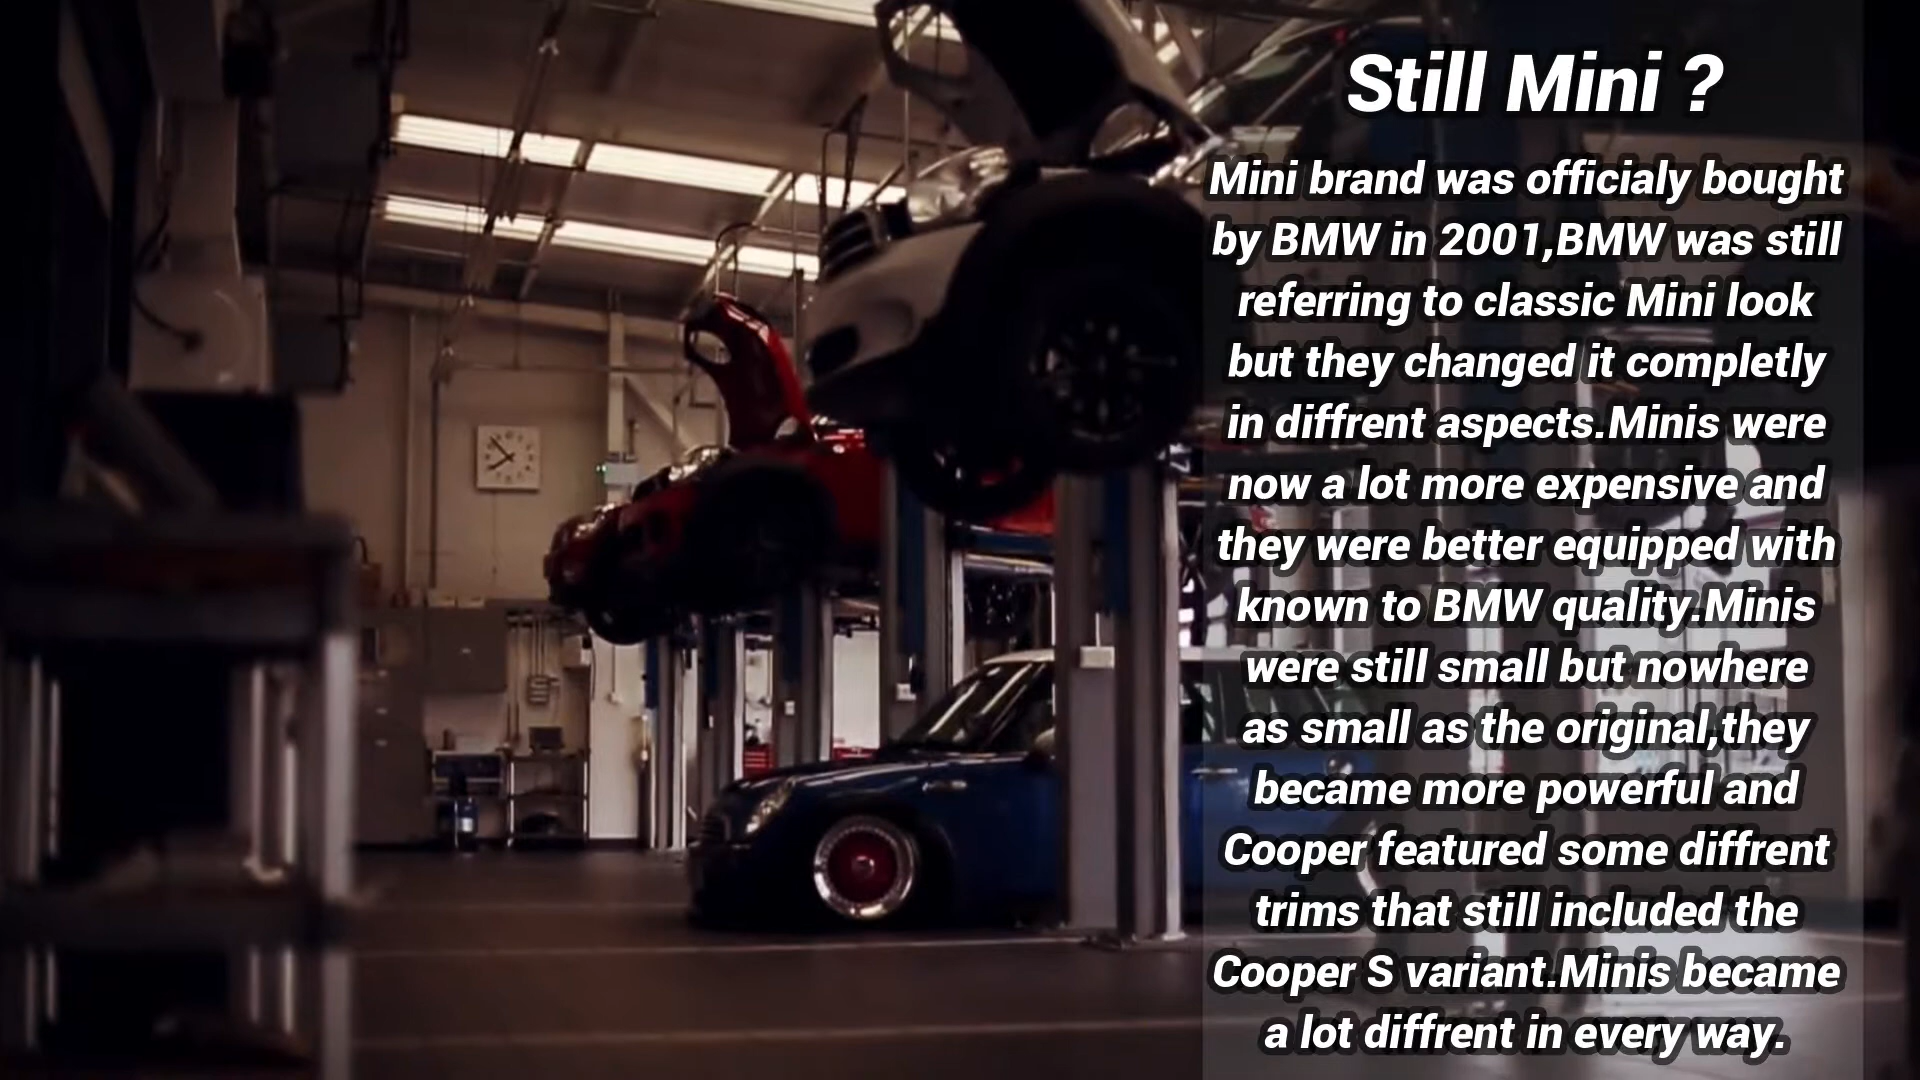 Still Mini ?
Mini brand was officialy bought
by BMW in 2001,BMW was still
referring to classic Mini look
but they changed it completly
in diffrent aspects.Minis were
now a lot more expensive and
they were better equipped with
known to BMW quality.Minis
were still small but nowhere
as small as the original,they
became more powerful and
Cooper featured some diffrent
trims that still included the
Cooper S variant.Minis became
a lot diffrent in every way.